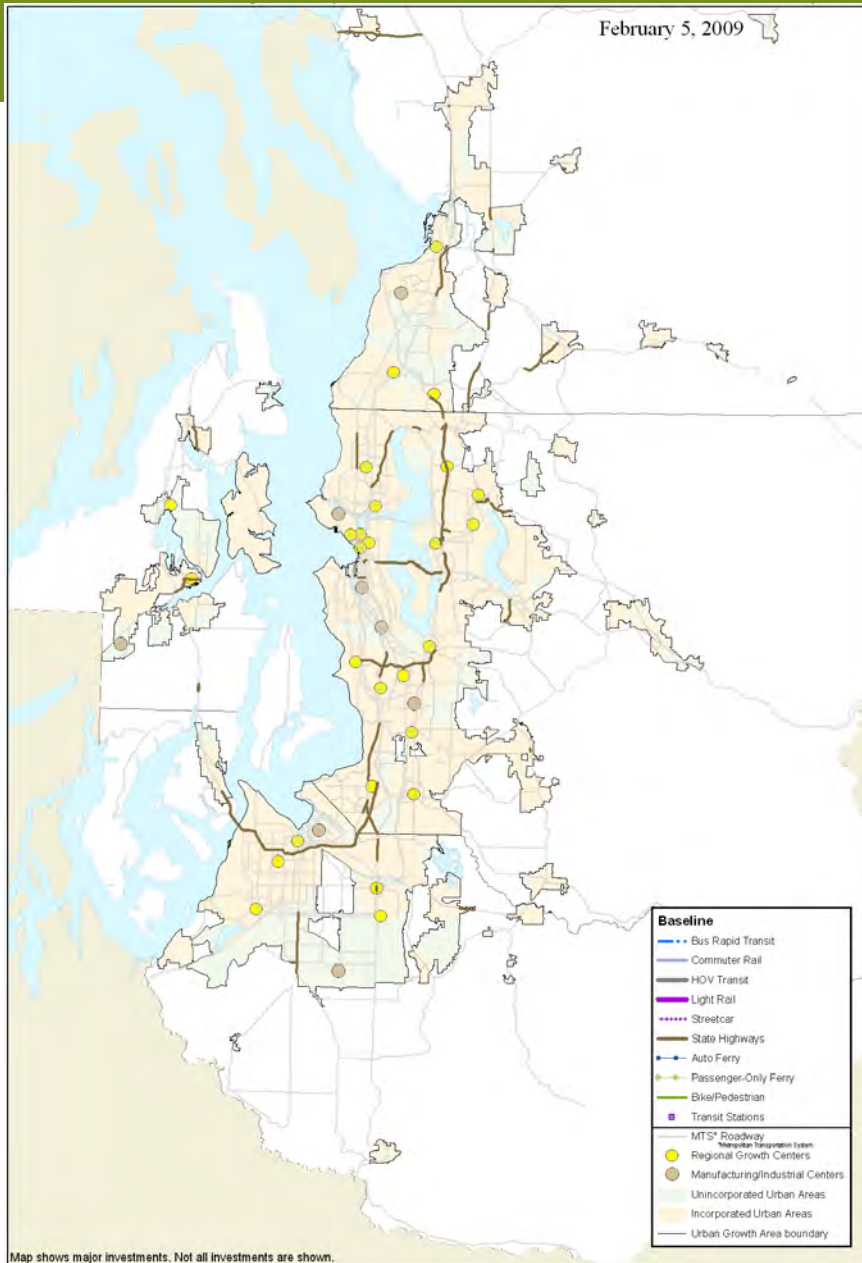 February 5, 2009
Baseline
Bus Rapid Transit
Commuter Rail
HOV Transit
Light Rail
Streetcar
State Highways
Auto Ferry
Passenger-Only Ferry
Bike/Pedestrian
Transit Stations
MTS* Roadway
*Metropolitan Transportation System
Regional Growth Centers
Manufacturing/Industrial Centers
Unincorporated Urban Areas
Incorporated Urban Areas
Urban Growth Area boundary
Map shows major investments. Not all investments are shown.